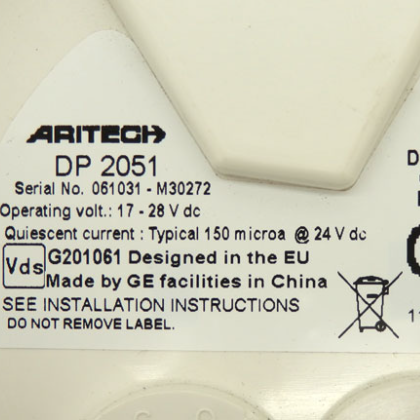 ARITECH
DP 2051
Serial No. 061031 - M30272
Operating volt.: 17 - 28 V dc
Quiescent current : Typical 150 microa @ 24 V dc
Vds G201061 Designed in the EU
Made by GE facilities in China
SEE INSTALLATION INSTRUCTIONS
DO NOT REMOVE LABEL.